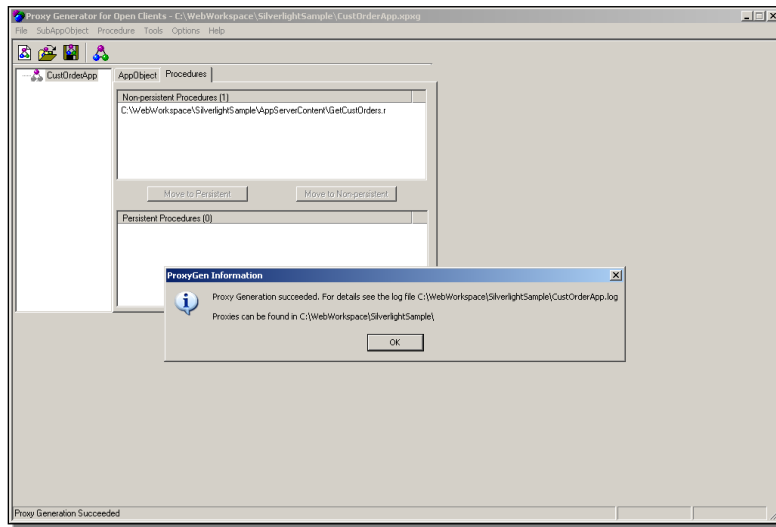 Proxy Generator for Open Clients - C:\WebWorkspace\SilverlightSample\CustOrderApp.xpxg
File SubAppObject Procedure Tools Options Help
CustOrderApp
AppObject Procedures
Non-persistent Procedures (1)
C:\WebWorkspace\SilverlightSample\AppServerContent\GetCustOrders.r
Move to Persistent Move to Non-persistent
Persistent Procedures (0)
ProxyGen Information
Proxy Generation succeeded. For details see the log file C:\WebWorkspace\SilverlightSample\CustOrderApp.log
Proxies can be found in C:\WebWorkspace\SilverlightSample\
OK
Proxy Generation Succeeded